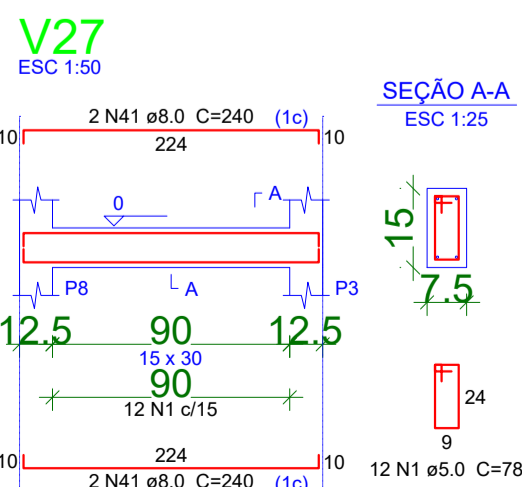 V27
ESC 1:50
SEÇÃO A-A
ESC 1:25
2 N41 ø8.0 C=240 (1c)
10 224 10
0
A
A
P8 P3
15
7.5
12.5 90 12.5
15 x 30
90
12 N1 c/15
24
9
12 N1 ø5.0 C=78
10 224 10
2 N41 ø8.0 C=240 (1c)